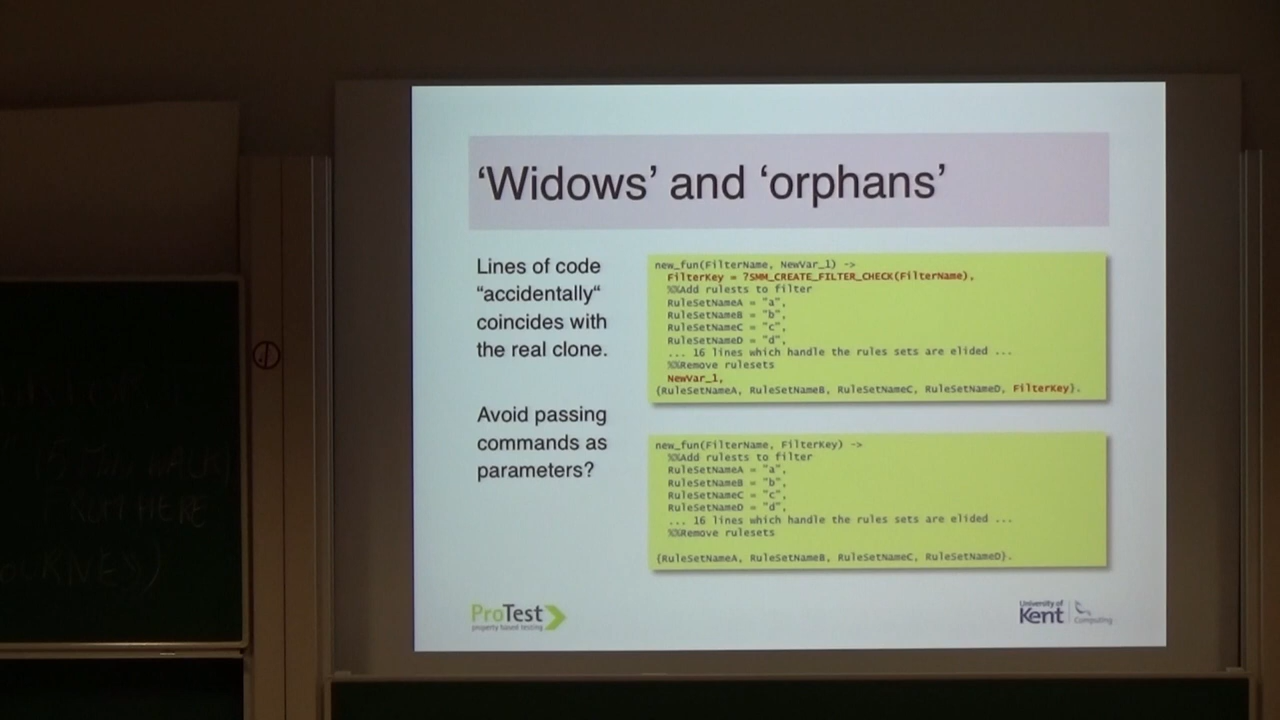 ‘Widows’ and ‘orphans’
Lines of code
“accidentally“
coincides with
the real clone.
Avoid passing
commands as
parameters?
new_fun(FilterName, NewVar_1) ->
FilterKey = ?SMM_CREATE_FILTER_CHECK(FilterName),
%%Add rulests to filter
RuleSetNameA = "a",
RuleSetNameB = "b",
RuleSetNameC = "c",
RuleSetNameD = "d",
... 16 lines which handle the rules sets are elided ...
%%Remove rulesets
NewVar_1,
{RuleSetNameA, RuleSetNameB, RuleSetNameC, RuleSetNameD, FilterKey}.
new_fun(FilterName, FilterKey) ->
%%Add rulests to filter
RuleSetNameA = "a",
RuleSetNameB = "b",
RuleSetNameC = "c",
RuleSetNameD = "d",
... 16 lines which handle the rules sets are elided ...
%%Remove rulesets
{RuleSetNameA, RuleSetNameB, RuleSetNameC, RuleSetNameD}.
ProTest
property based testing
University of
Kent
Computing
HERE